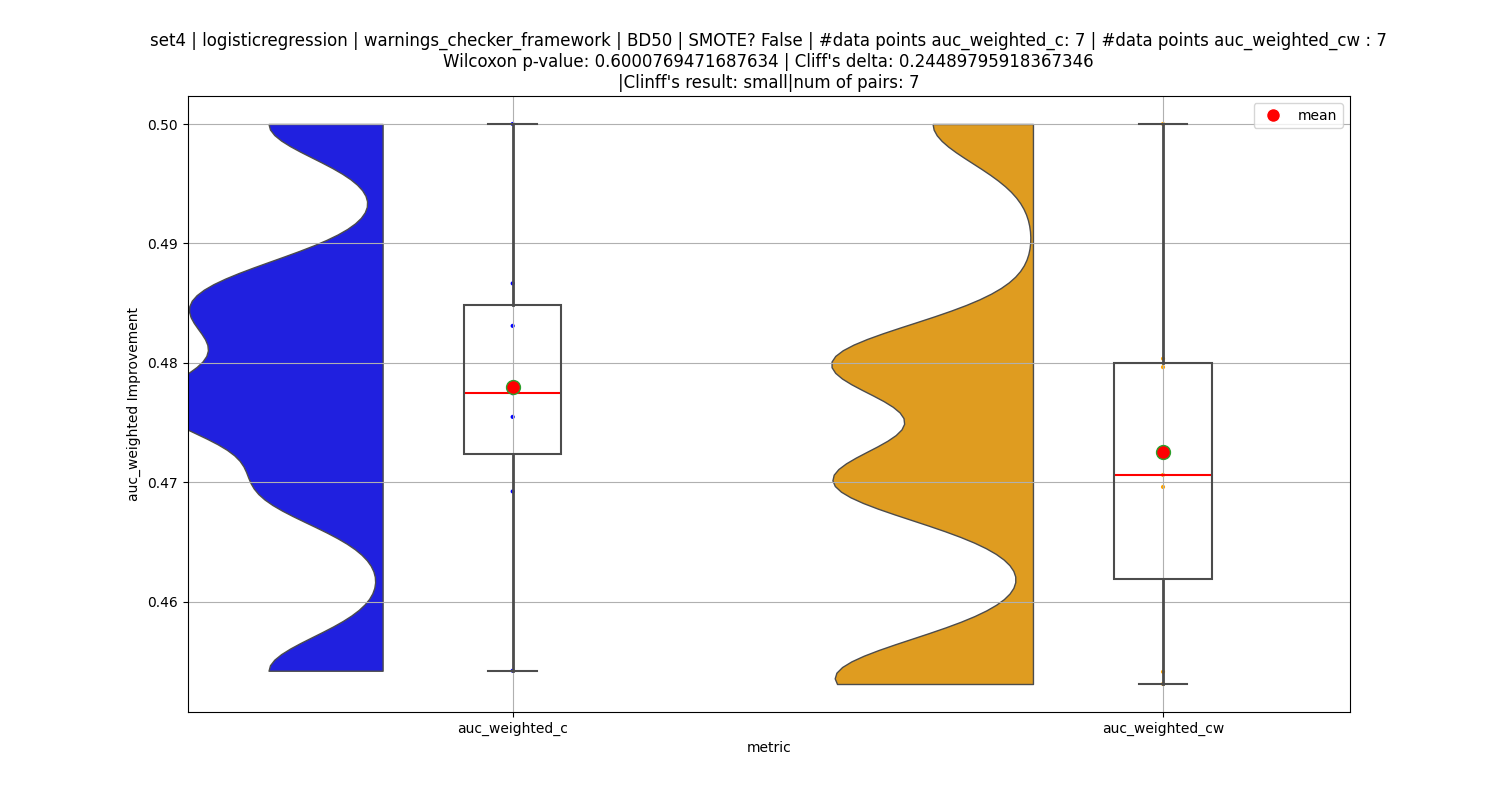 set4 | logisticregression | warnings_checker_framework | BD50 | SMOTE? False | #data points auc_weighted_c: 7 | #data points auc_weighted_cw : 7
Wilcoxon p-value: 0.6000769471687634 | Cliff's delta: 0.24489795918367346
|Clinff's result: small|num of pairs: 7
mean
0.50
0.49
0.48
0.47
0.46
auc_weighted Improvement
auc_weighted_c
auc_weighted_cw
metric